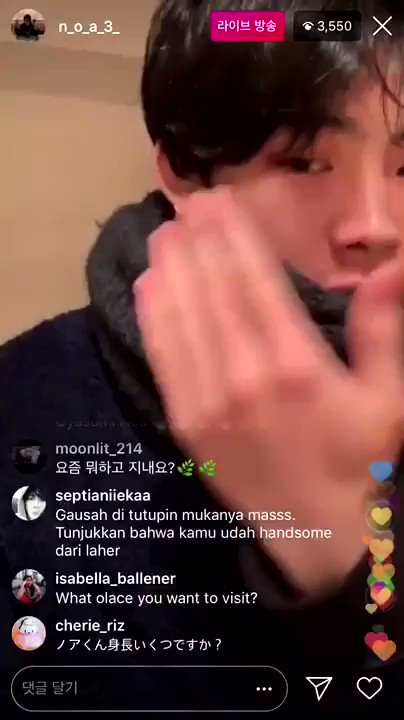 n_o_a_3_
라이브 방송
3,550
moonlit_214
요즘 뭐하고 지내요?🌿🌿
septianiiekaa
Gausah di tutupin mukanya masss.
Tunjukkan bahwa kamu udah handsome
dari laher
isabella_ballener
What olace you want to visit?
cherie_riz
ノアくん身長いくつですか？
댓글 달기